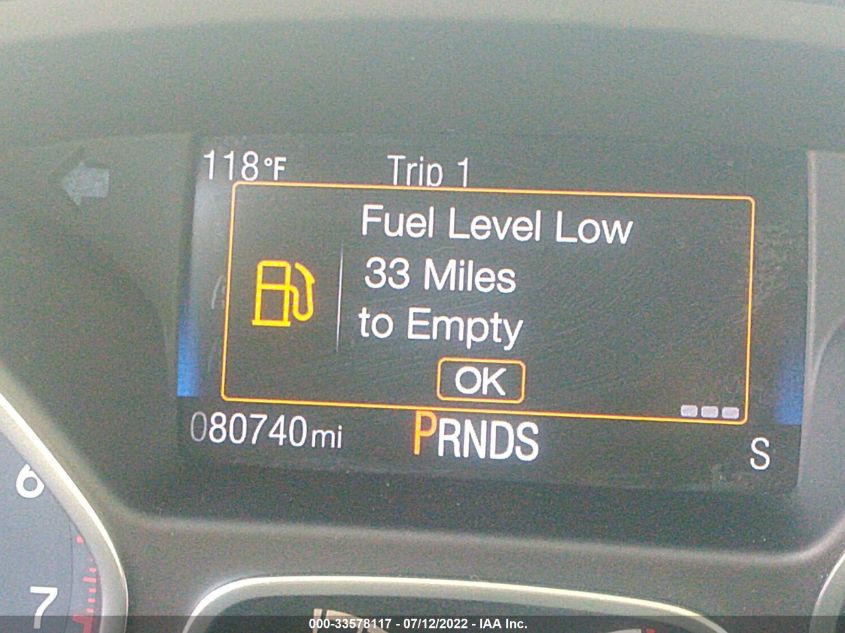 118°F Trip 1
Fuel Level Low
33 Miles
to Empty
OK
080740mi PRNDS S
6
7
000-33578117 - 07/12/2022 - IAA Inc.